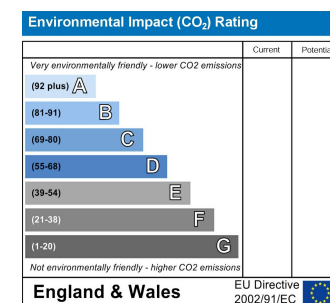 Environmental Impact (CO₂) Rating
Current Potentia
Very environmentally friendly - lower CO2 emissions
(92 plus) A
(81-91) B
(69-80) C
(55-68) D
(39-54) E
(21-38) F
(1-20) G
Not environmentally friendly - higher CO2 emissions
England & Wales
EU Directive
2002/91/EC